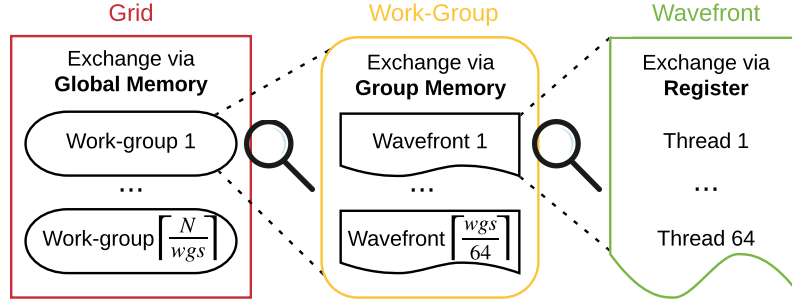 Grid
Exchange via
Global Memory
Work-group 1
...
Work-group ⌈N/wgs⌉
Work-Group
Exchange via
Group Memory
Wavefront 1
...
Wavefront ⌈wgs/64⌉
Wavefront
Exchange via
Register
Thread 1
...
Thread 64